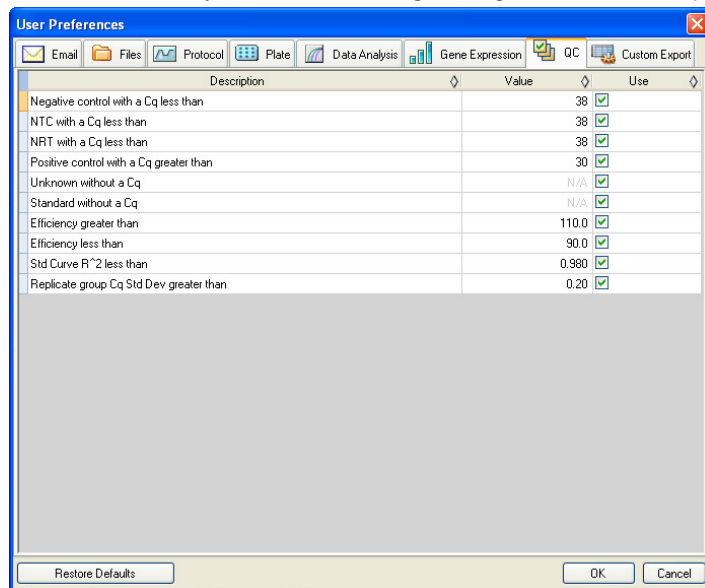 User Preferences
Email Files Protocol Plate Data Analysis Gene Expression QC Custom Export
Description Value Use
Negative control with a Cq less than 38
NTC with a Cq less than 38
NRT with a Cq less than 38
Positive control with a Cq greater than 30
Unknown without a Cq N/A
Standard without a Cq N/A
Efficiency greater than 110.0
Efficiency less than 90.0
Std Curve R^2 less than 0.980
Replicate group Cq Std Dev greater than 0.20
Restore Defaults OK Cancel